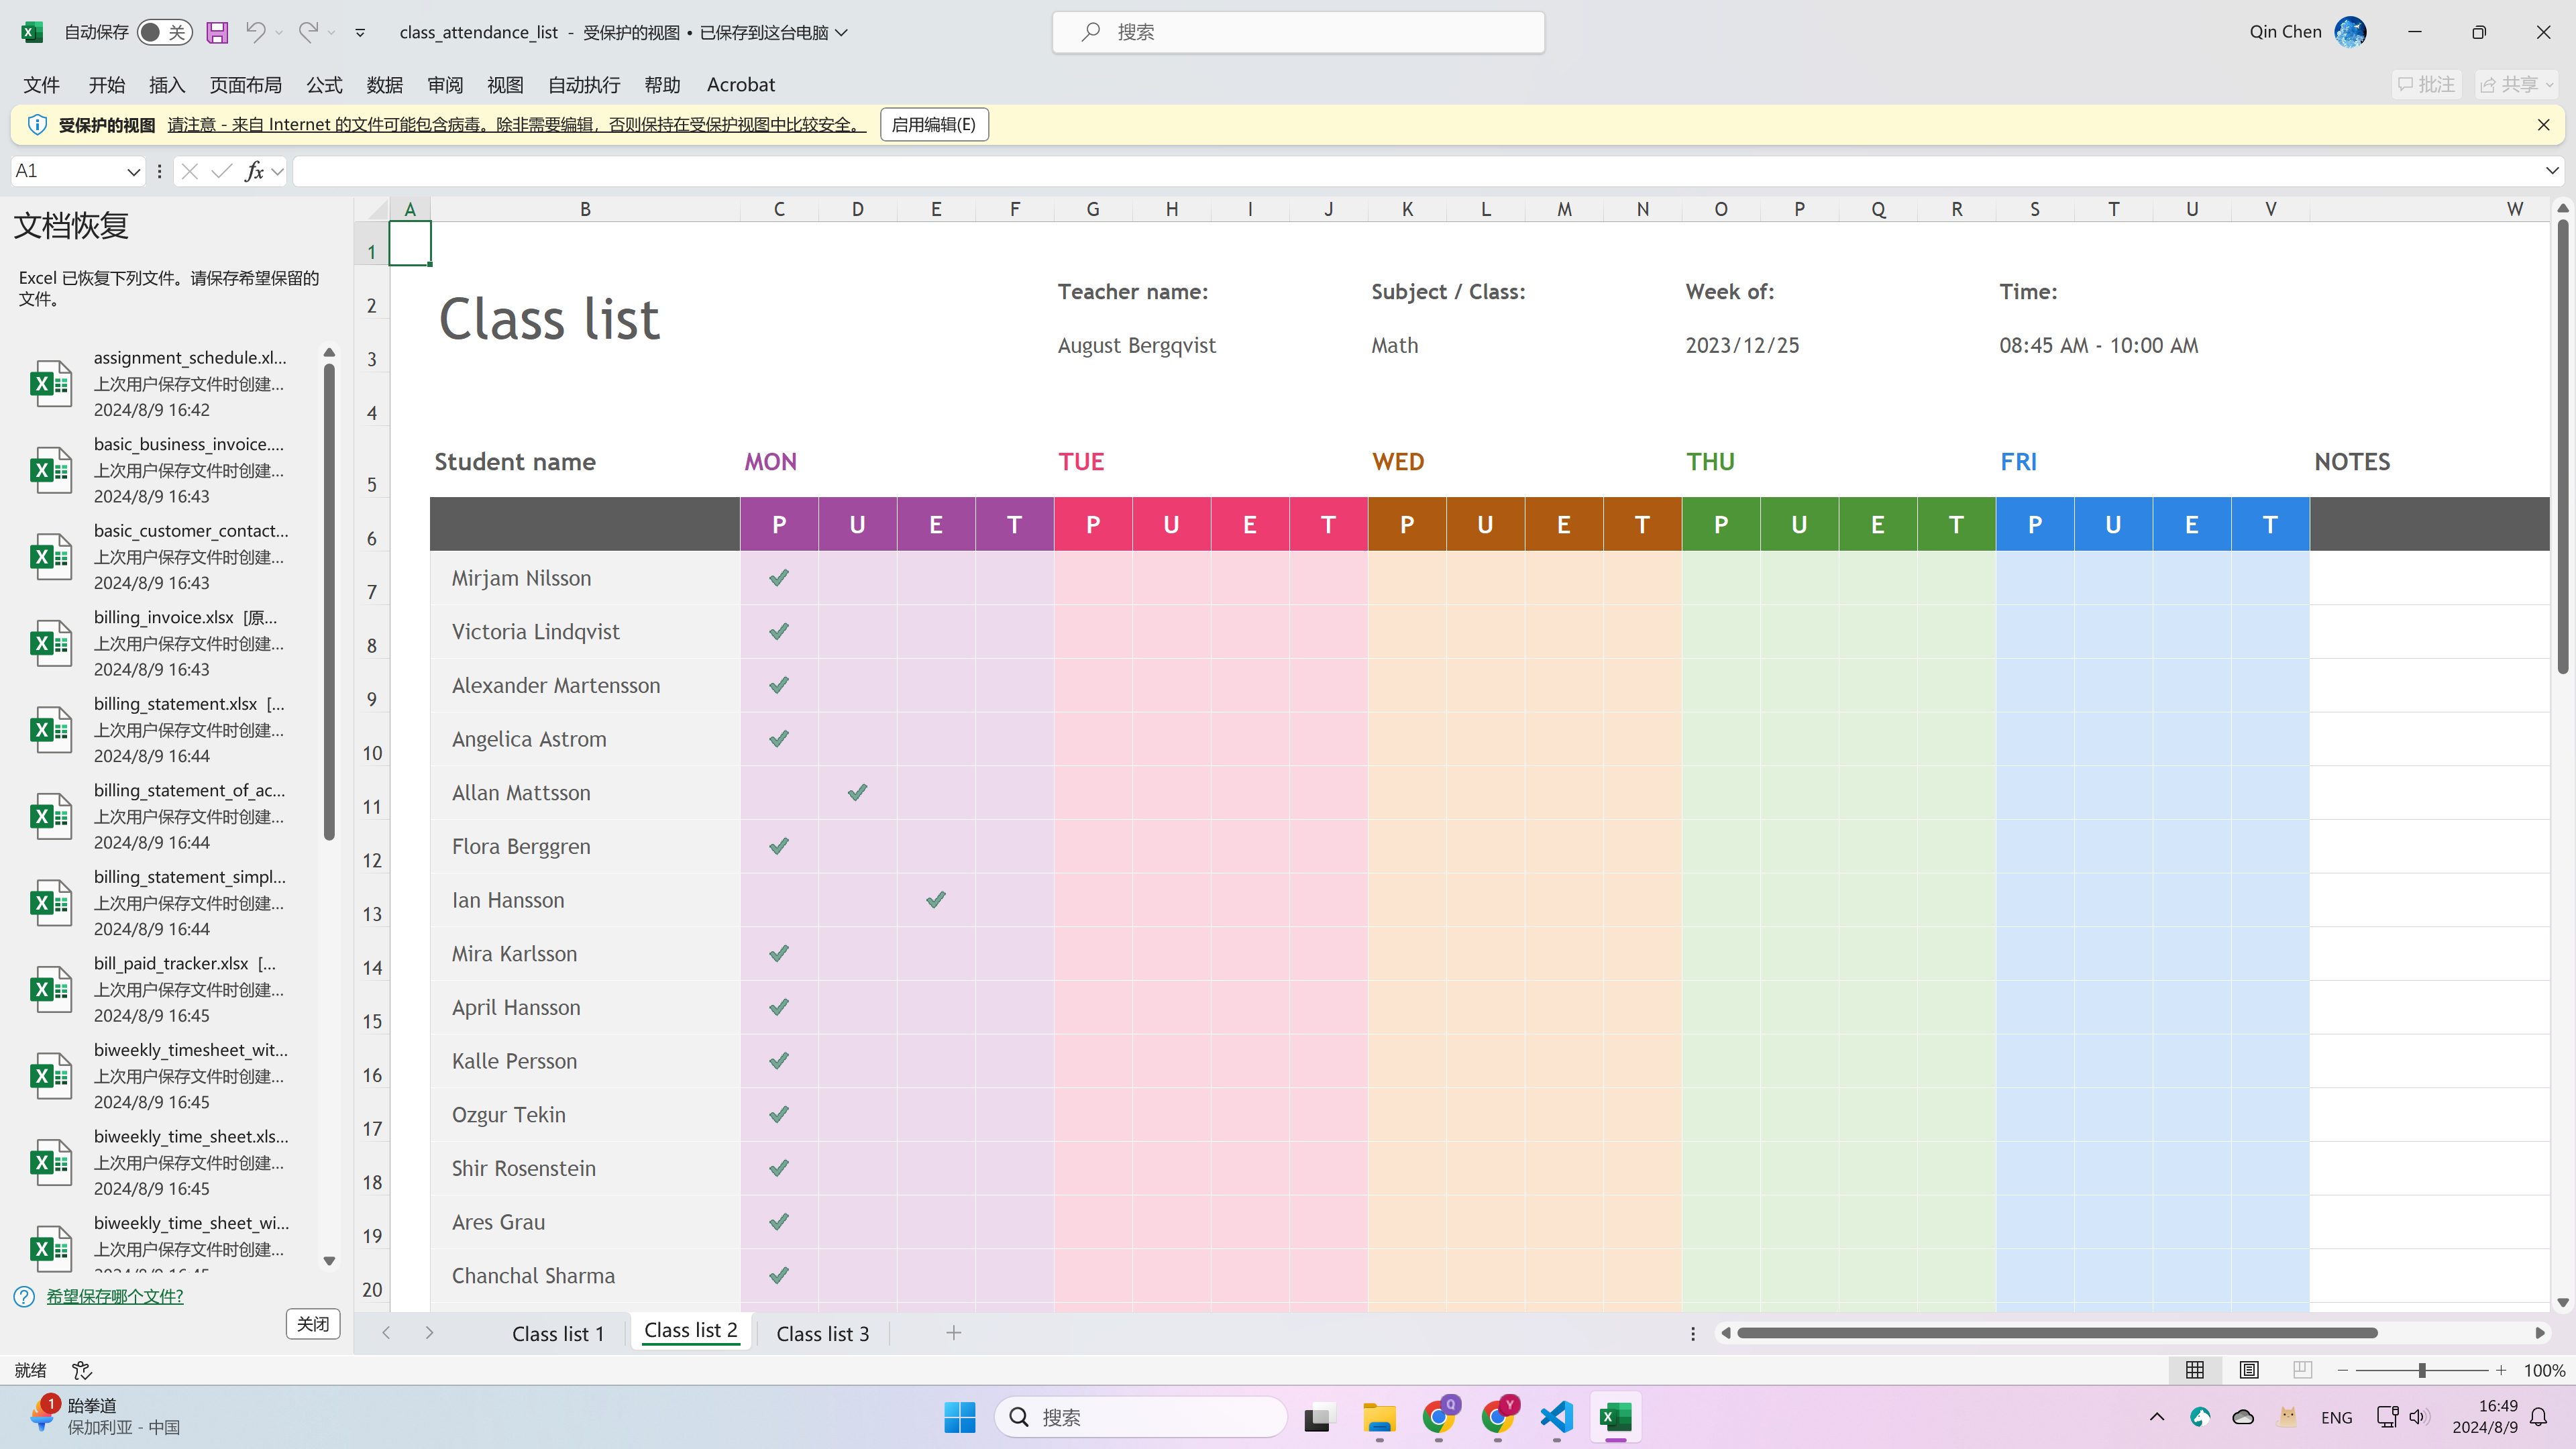 自动保存 关 class_attendance_list - 受保护的视图 • 已保存到这台电脑 搜索 Qin Chen
文件 开始 插入 页面布局 公式 数据 审阅 视图 自动执行 帮助 Acrobat 批注 共享
受保护的视图 请注意 - 来自 Internet 的文件可能包含病毒。除非需要编辑，否则保持在受保护视图中比较安全。 启用编辑(E)
A1 fx
文档恢复
Excel 已恢复下列文件。请保存希望保留的
文件。
assignment_schedule.xl...
上次用户保存文件时创建...
2024/8/9 16:42
basic_business_invoice....
上次用户保存文件时创建...
2024/8/9 16:43
basic_customer_contact...
上次用户保存文件时创建...
2024/8/9 16:43
billing_invoice.xlsx [原...
上次用户保存文件时创建...
2024/8/9 16:43
billing_statement.xlsx [...
上次用户保存文件时创建...
2024/8/9 16:44
billing_statement_of_ac...
上次用户保存文件时创建...
2024/8/9 16:44
billing_statement_simpl...
上次用户保存文件时创建...
2024/8/9 16:44
bill_paid_tracker.xlsx [...
上次用户保存文件时创建...
2024/8/9 16:45
biweekly_timesheet_wit...
上次用户保存文件时创建...
2024/8/9 16:45
biweekly_time_sheet.xls...
上次用户保存文件时创建...
2024/8/9 16:45
biweekly_time_sheet_wi...
上次用户保存文件时创建...
希望保存哪个文件?
关闭
A B C D E F G H I J K L M N O P Q R S T U V W
1
2 Class list Teacher name: Subject / Class: Week of: Time:
3 August Bergqvist Math 2023/12/25 08:45 AM - 10:00 AM
4
5 Student name MON TUE WED THU FRI NOTES
6 P U E T P U E T P U E T P U E T P U E T
7 Mirjam Nilsson
8 Victoria Lindqvist
9 Alexander Martensson
10 Angelica Astrom
11 Allan Mattsson
12 Flora Berggren
13 Ian Hansson
14 Mira Karlsson
15 April Hansson
16 Kalle Persson
17 Ozgur Tekin
18 Shir Rosenstein
19 Ares Grau
20 Chanchal Sharma
Class list 1 Class list 2 Class list 3
就绪 100%
1 跆拳道
保加利亚 - 中国
搜索 Q Y ENG 16:49
2024/8/9